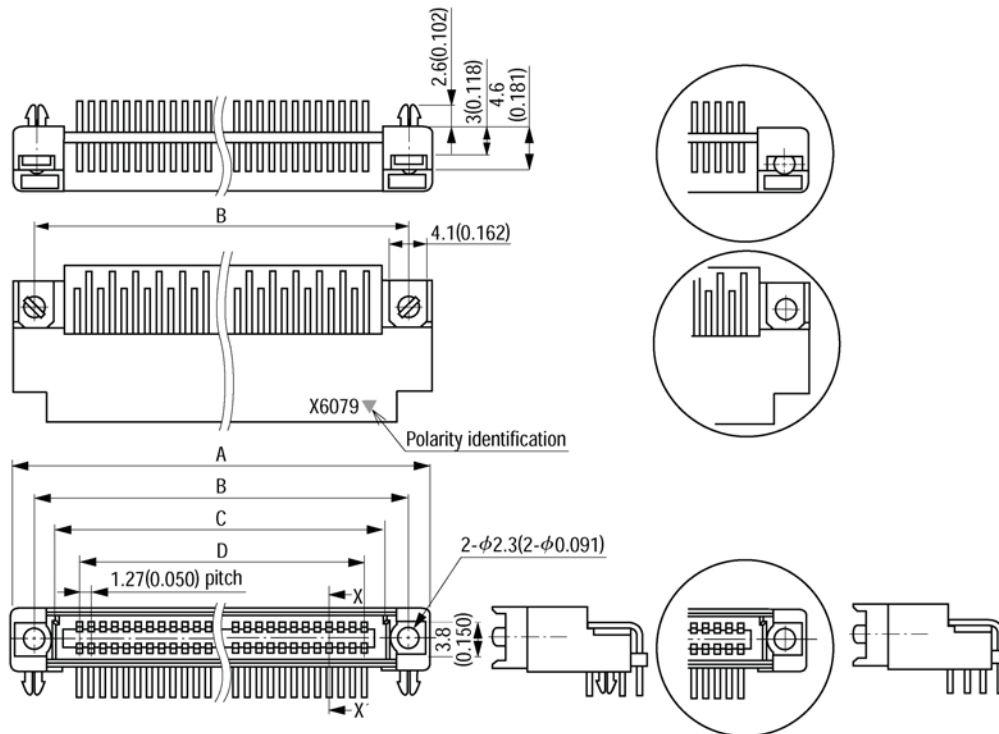 2.6(0.102)
3(0.118)
4.6
(0.181)
B
4.1(0.162)
X6079
Polarity identification
A
B
C
D
2-ϕ2.3(2-ϕ0.091)
1.27(0.050) pitch
X
3.8
(0.150)
X'